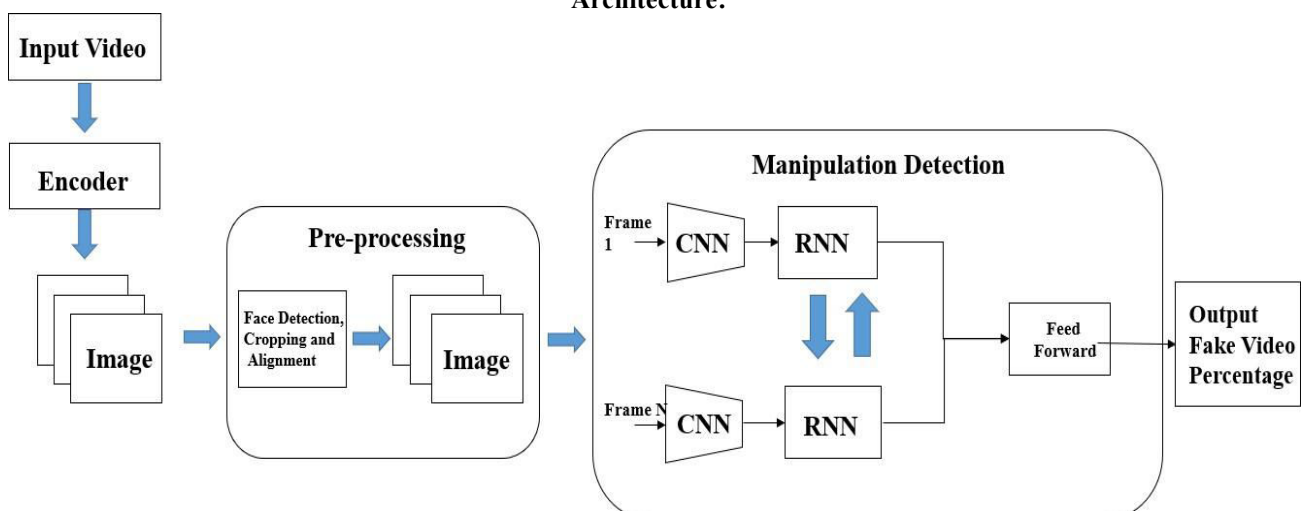 Architecture:
Input Video
Encoder
Image
Pre-processing
Face Detection,
Cropping and
Alignment
Image
Manipulation Detection
Frame
1
CNN
RNN
Frame N
CNN
RNN
Feed
Forward
Output
Fake Video
Percentage